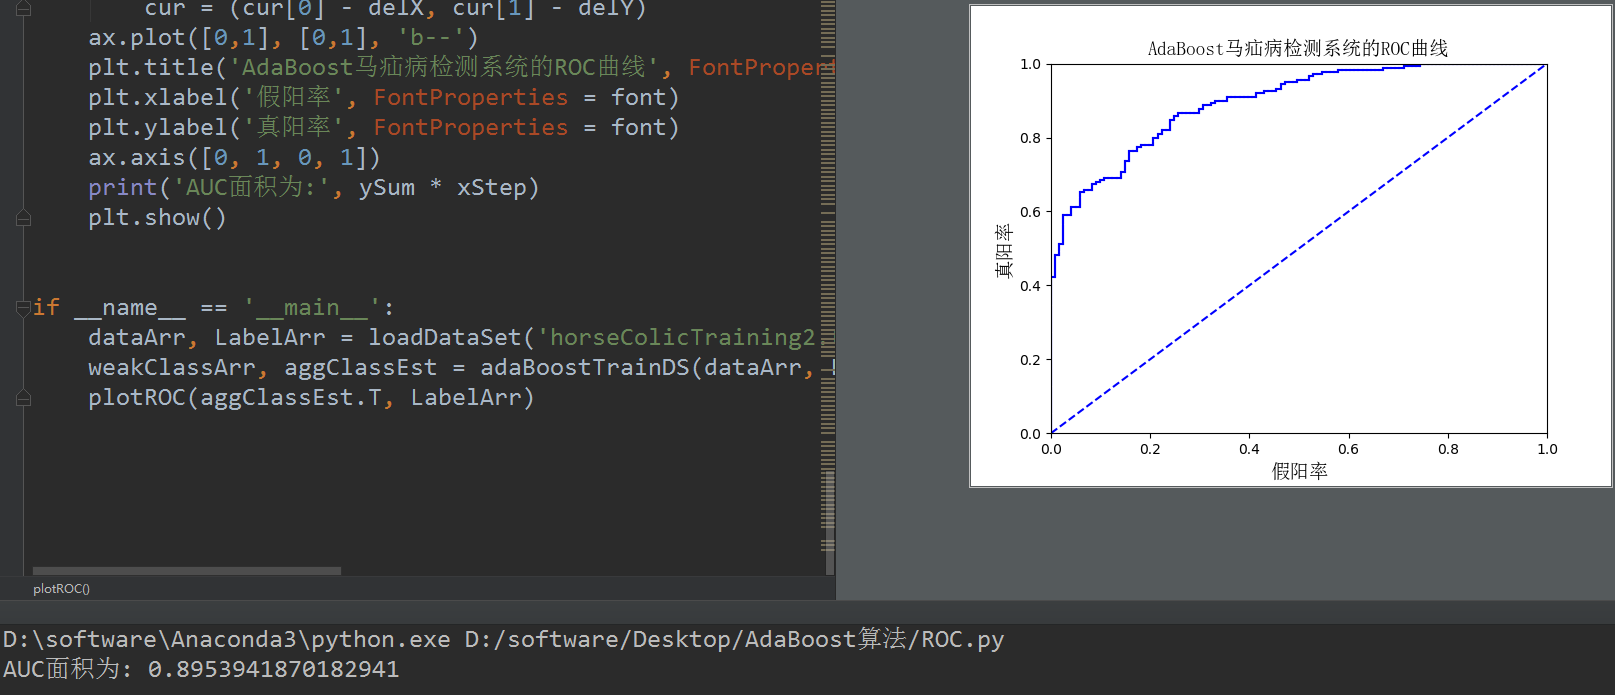 cur = (cur[0] - delX, cur[1] - delY)
ax.plot([0,1], [0,1], 'b--')
plt.title('AdaBoost马疝病检测系统的ROC曲线', FontProper
plt.xlabel('假阳率', FontProperties = font)
plt.ylabel('真阳率', FontProperties = font)
ax.axis([0, 1, 0, 1])
print('AUC面积为:', ySum * xStep)
plt.show()
if __name__ == '__main__':
dataArr, LabelArr = loadDataSet('horseColicTraining2
weakClassArr, aggClassEst = adaBoostTrainDS(dataArr,
plotROC(aggClassEst.T, LabelArr)
plotROC()
AdaBoost马疝病检测系统的ROC曲线
1.0
0.8
0.6
0.4
0.2
0.0
真阳率
0.0 0.2 0.4 0.6 0.8 1.0
假阳率
D:\software\Anaconda3\python.exe D:/software/Desktop/AdaBoost算法/ROC.py
AUC面积为: 0.8953941870182941